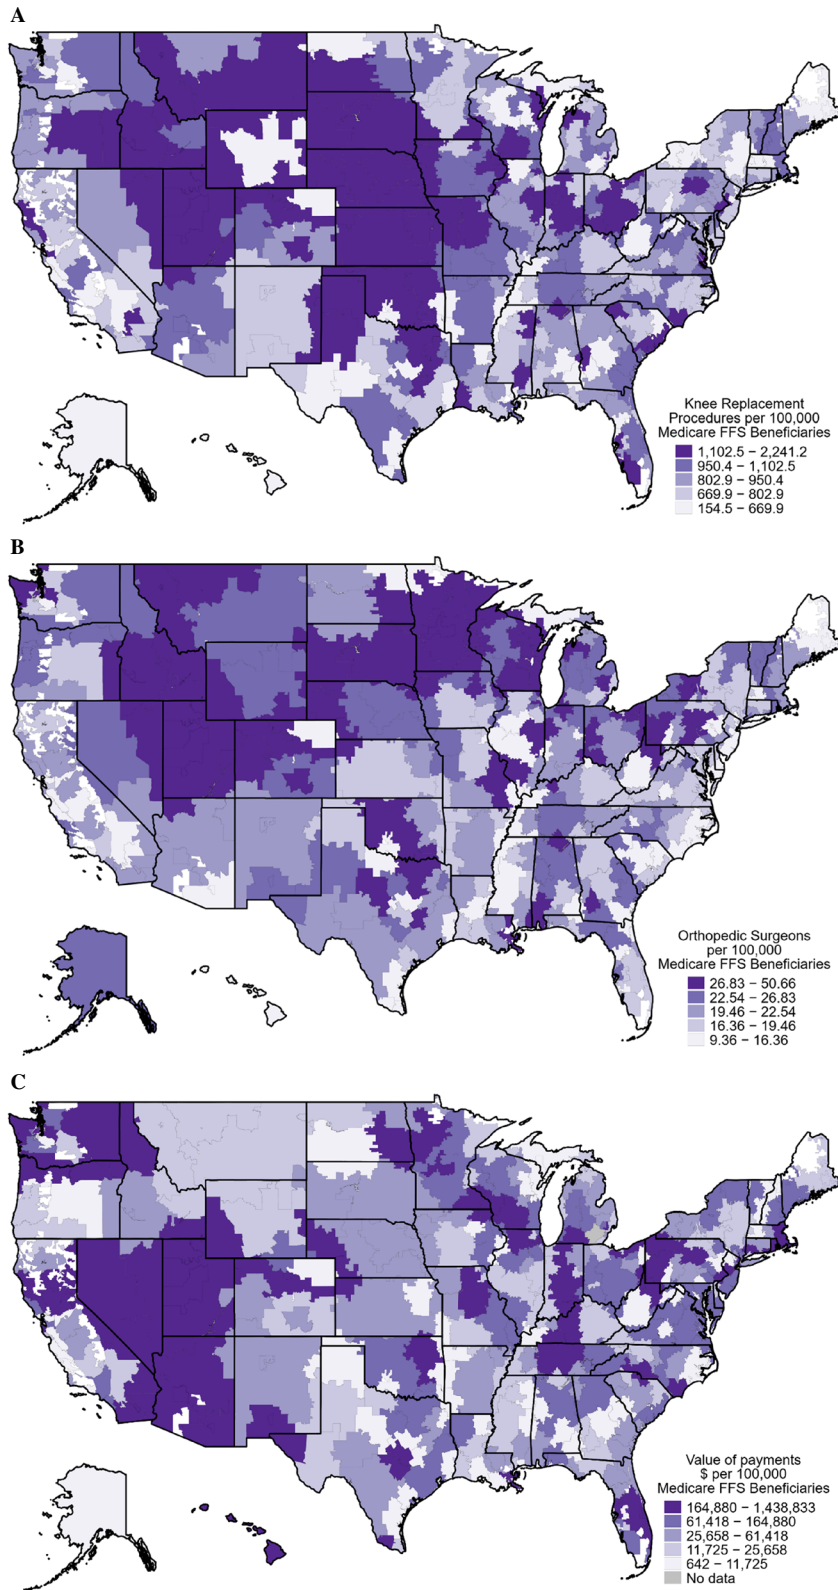 A
Knee Replacement
Procedures per 100,000
Medicare FFS Beneficiaries
1,102.5 – 2,241.2
950.4 – 1,102.5
802.9 – 950.4
669.9 – 802.9
154.5 – 669.9
B
Orthopedic Surgeons
per 100,000
Medicare FFS Beneficiaries
26.83 – 50.66
22.54 – 26.83
19.46 – 22.54
16.36 – 19.46
9.36 – 16.36
C
Value of payments
$ per 100,000
Medicare FFS Beneficiaries
164,880 – 1,438,833
61,418 – 164,880
25,658 – 61,418
11,725 – 25,658
642 – 11,725
No data